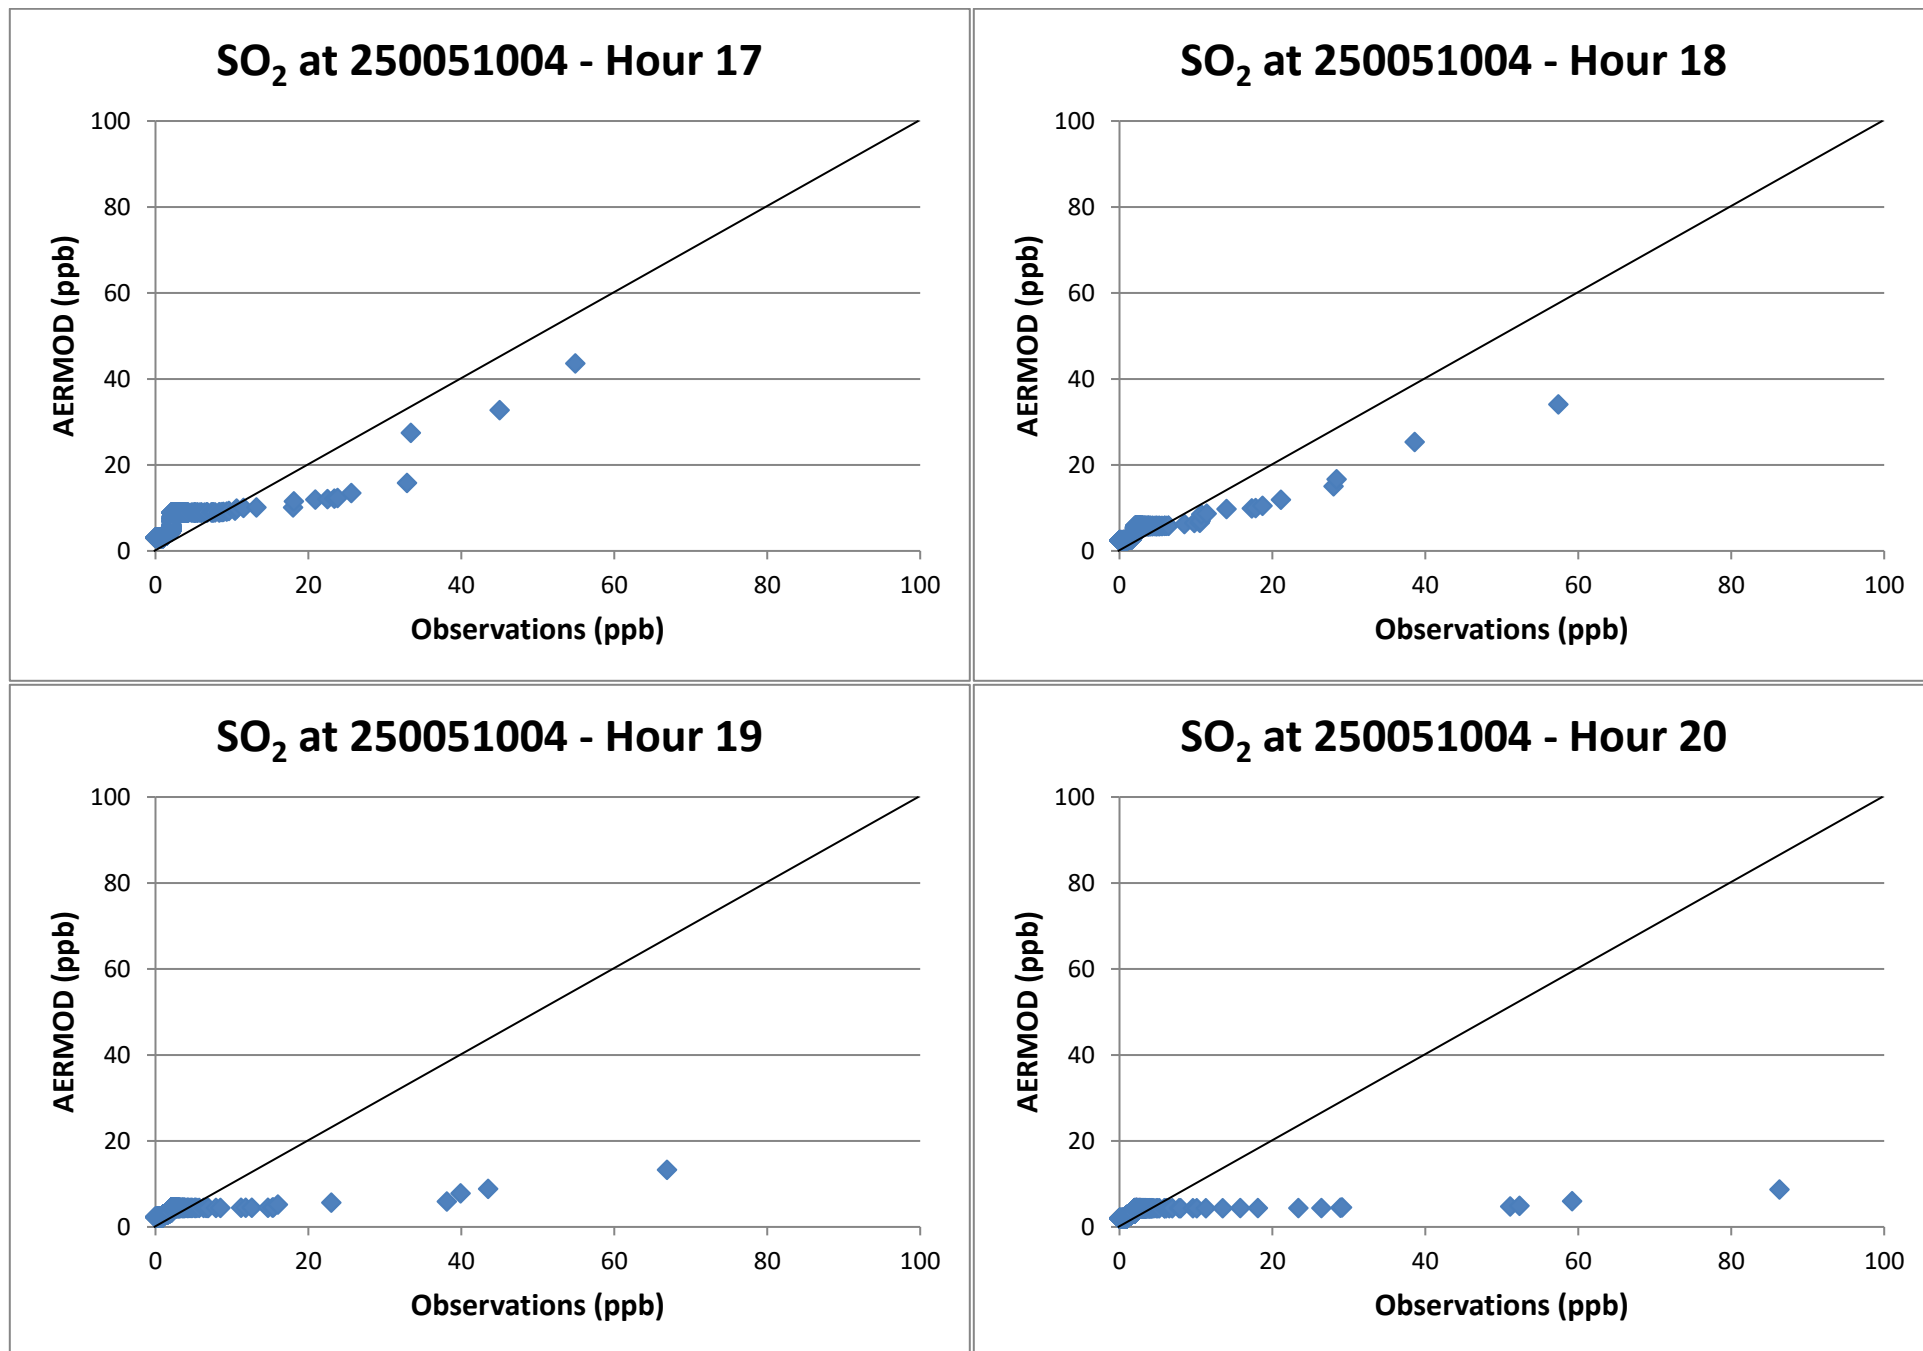 SO₂ at 250051004 - Hour 17
100
80
60
40
20
0
AERMOD (ppb)
0 20 40 60 80 100
Observations (ppb)
SO₂ at 250051004 - Hour 18
100
80
60
40
20
0
AERMOD (ppb)
0 20 40 60 80 100
Observations (ppb)
SO₂ at 250051004 - Hour 19
100
80
60
40
20
0
AERMOD (ppb)
0 20 40 60 80 100
Observations (ppb)
SO₂ at 250051004 - Hour 20
100
80
60
40
20
0
AERMOD (ppb)
0 20 40 60 80 100
Observations (ppb)